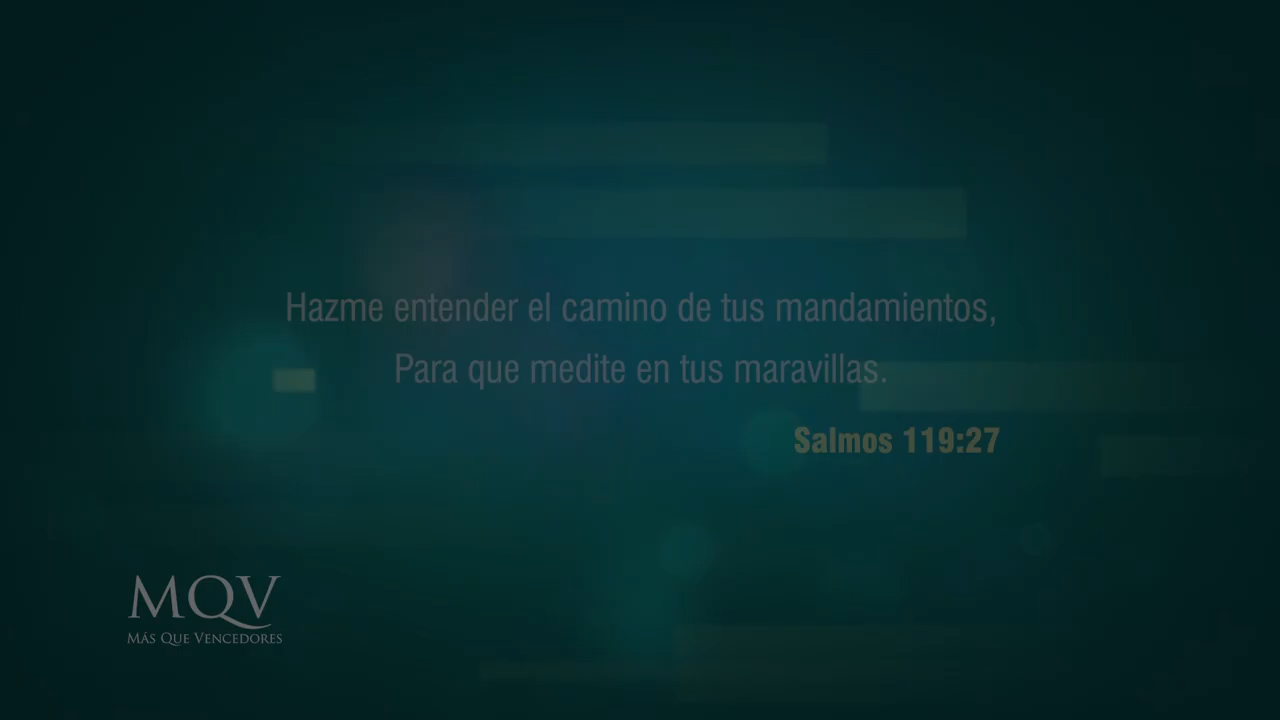 Hazme entender el camino de tus mandamientos,
Para que medite en tus maravillas.
Salmos 119:27
MQV
MÁS QUE VENCEDORES